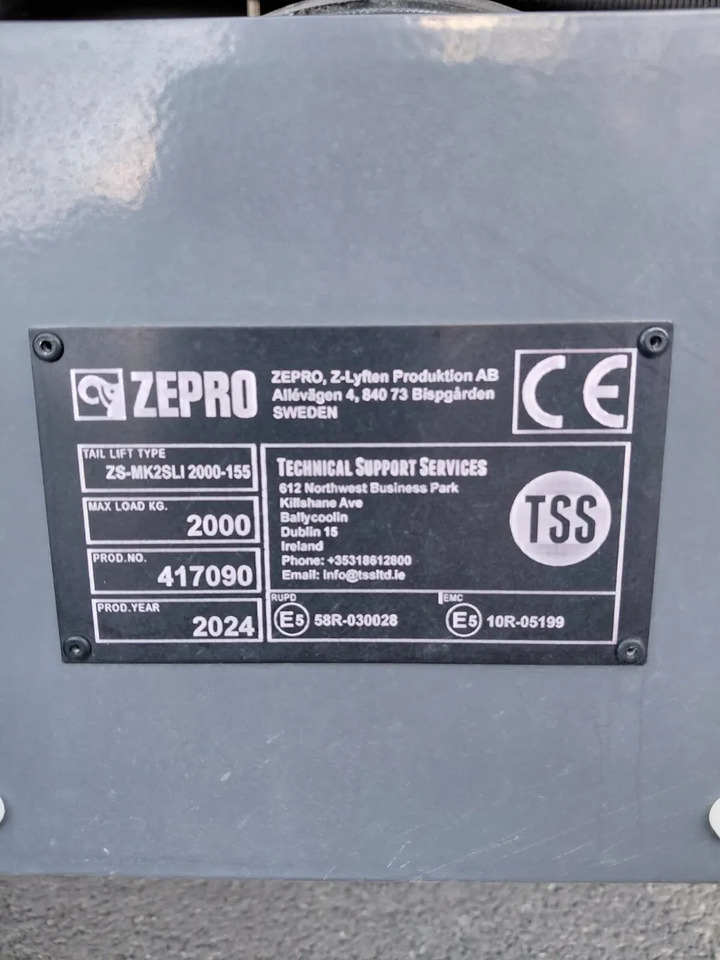 ZEPRO
ZEPRO, Z-Lyften Produktion AB
Allévägen 4, 840 73 Bispgården
SWEDEN
CE
TAIL LIFT TYPE
ZS-MK2SLI 2000-155
MAX LOAD KG.
2000
PROD.NO.
417090
PROD.YEAR
2024
TECHNICAL SUPPORT SERVICES
612 Northwest Business Park
Killshane Ave
Ballycoolin
Dublin 15
Ireland
Phone: +35318612800
Email: info@tssltd.ie
TSS
RUPD
E5 58R-030028
EMC
E5 10R-05199